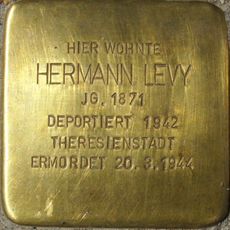 HIER WOHNTE
HERMANN LEVY
JG. 1871
DEPORTIERT 1942
THERESIENSTADT
ERMORDET 20.3.1944